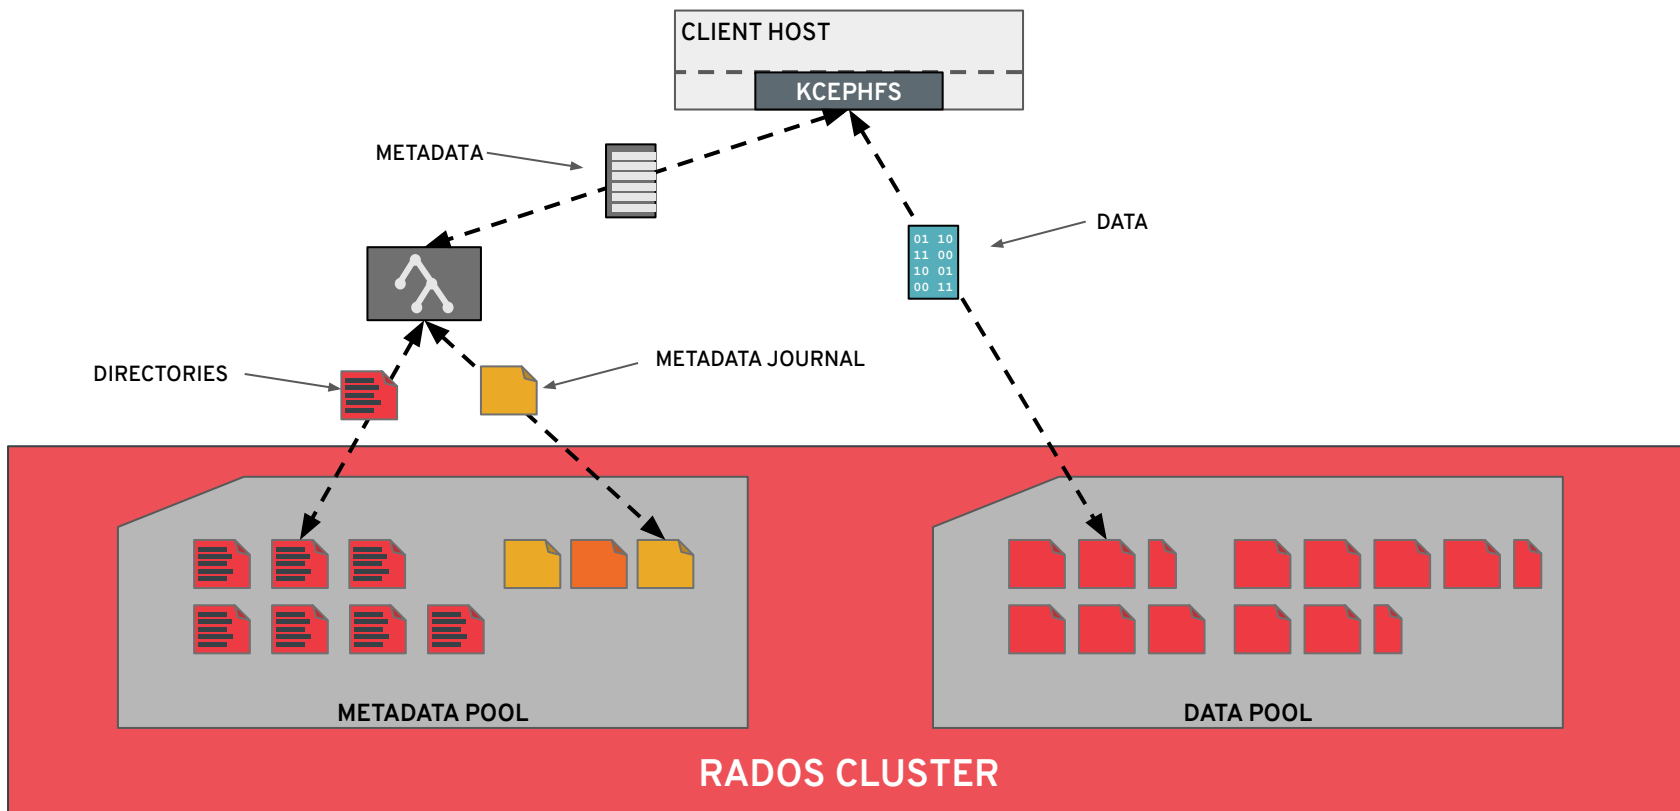 CLIENT HOST
KCEPHFS
METADATA
DATA
01 10
11 00
10 01
00 11
METADATA JOURNAL
DIRECTORIES
METADATA POOL
DATA POOL
RADOS CLUSTER